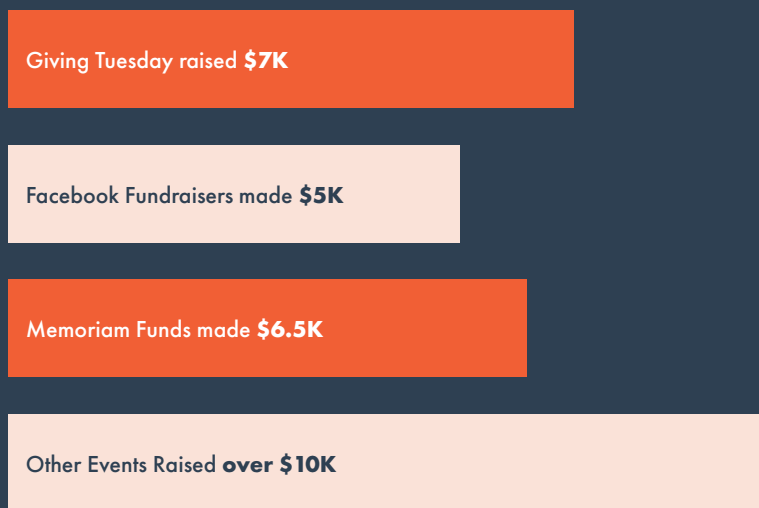 Giving Tuesday raised $7K
Facebook Fundraisers made $5K
Memoriam Funds made $6.5K
Other Events Raised over $10K